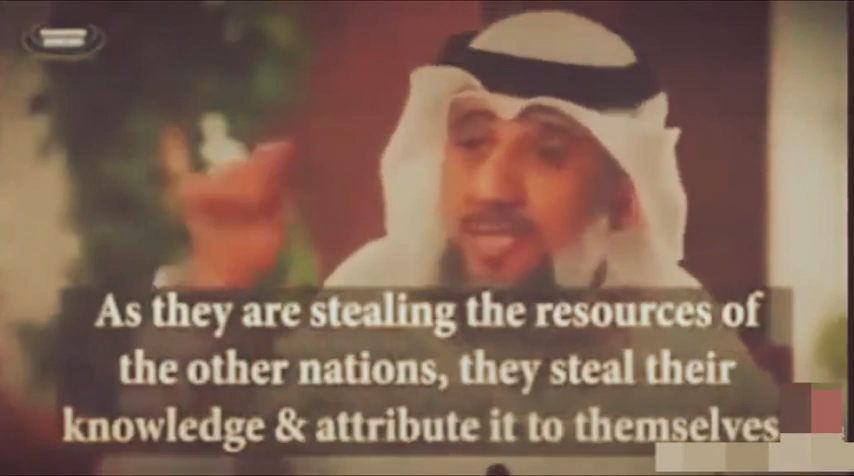 As they are stealing the resources of
the other nations, they steal their
knowledge & attribute it to themselves